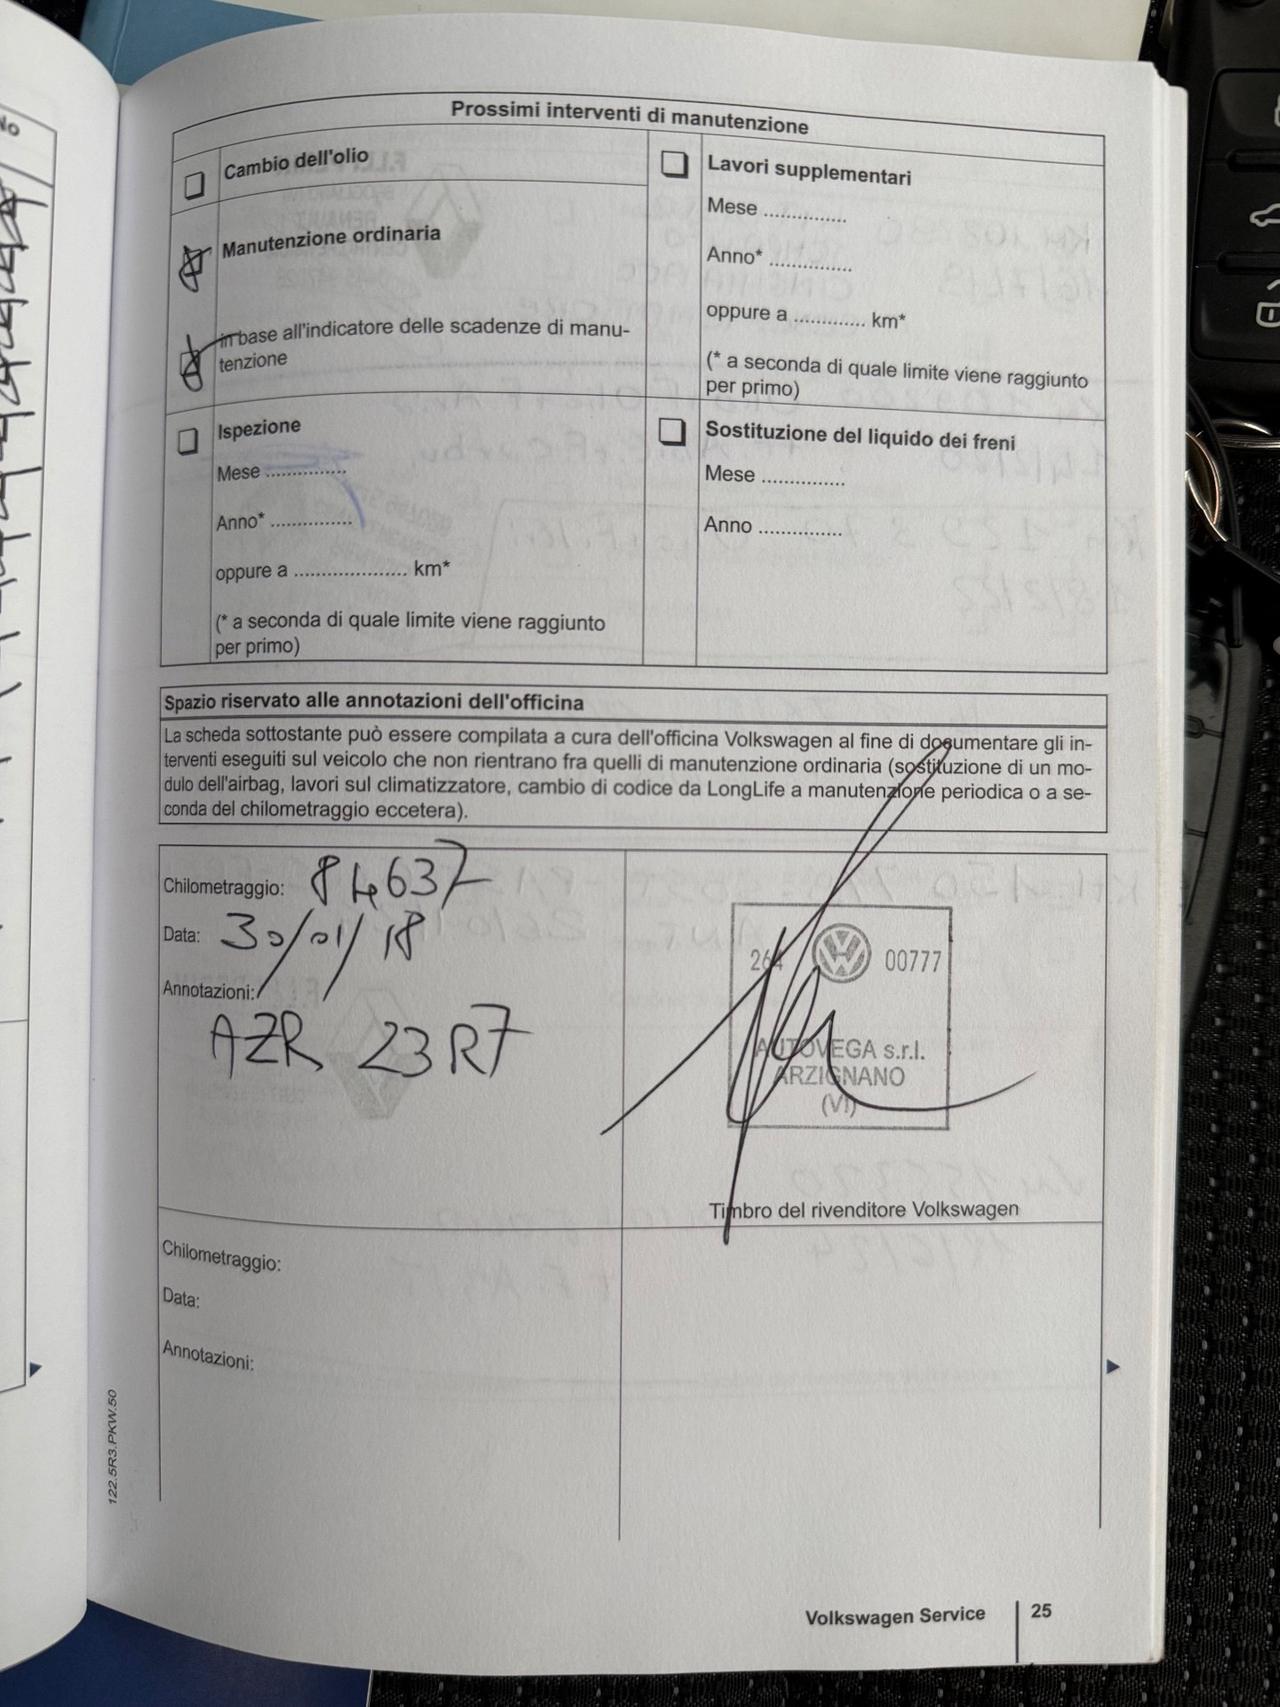 Prossimi interventi di manutenzione
Cambio dell'olio
Manutenzione ordinaria
in base all'indicatore delle scadenze di manu-
tenzione
Lavori supplementari
Mese ...............
Anno* ...............
oppure a ............. km*
(* a seconda di quale limite viene raggiunto
per primo)
Ispezione
Mese ...............
Anno* ...............
oppure a ..................... km*
(* a seconda di quale limite viene raggiunto
per primo)
Sostituzione del liquido dei freni
Mese ...............
Anno ...............
Spazio riservato alle annotazioni dell'officina
La scheda sottostante può essere compilata a cura dell'officina Volkswagen al fine di documentare gli in-
terventi eseguiti sul veicolo che non rientrano fra quelli di manutenzione ordinaria (sostituzione di un mo-
dulo dell'airbag, lavori sul climatizzatore, cambio di codice da LongLife a manutenzione periodica o a se-
conda del chilometraggio eccetera).
Chilometraggio: 84637
Data: 30/01/18
Annotazioni:
AZR 23R7
264 00777
AUTOVEGA s.r.l.
ARZIGNANO
(VI)
Timbro del rivenditore Volkswagen
Chilometraggio:
Data:
Annotazioni:
122.5R3.PKW.50
Volkswagen Service 25